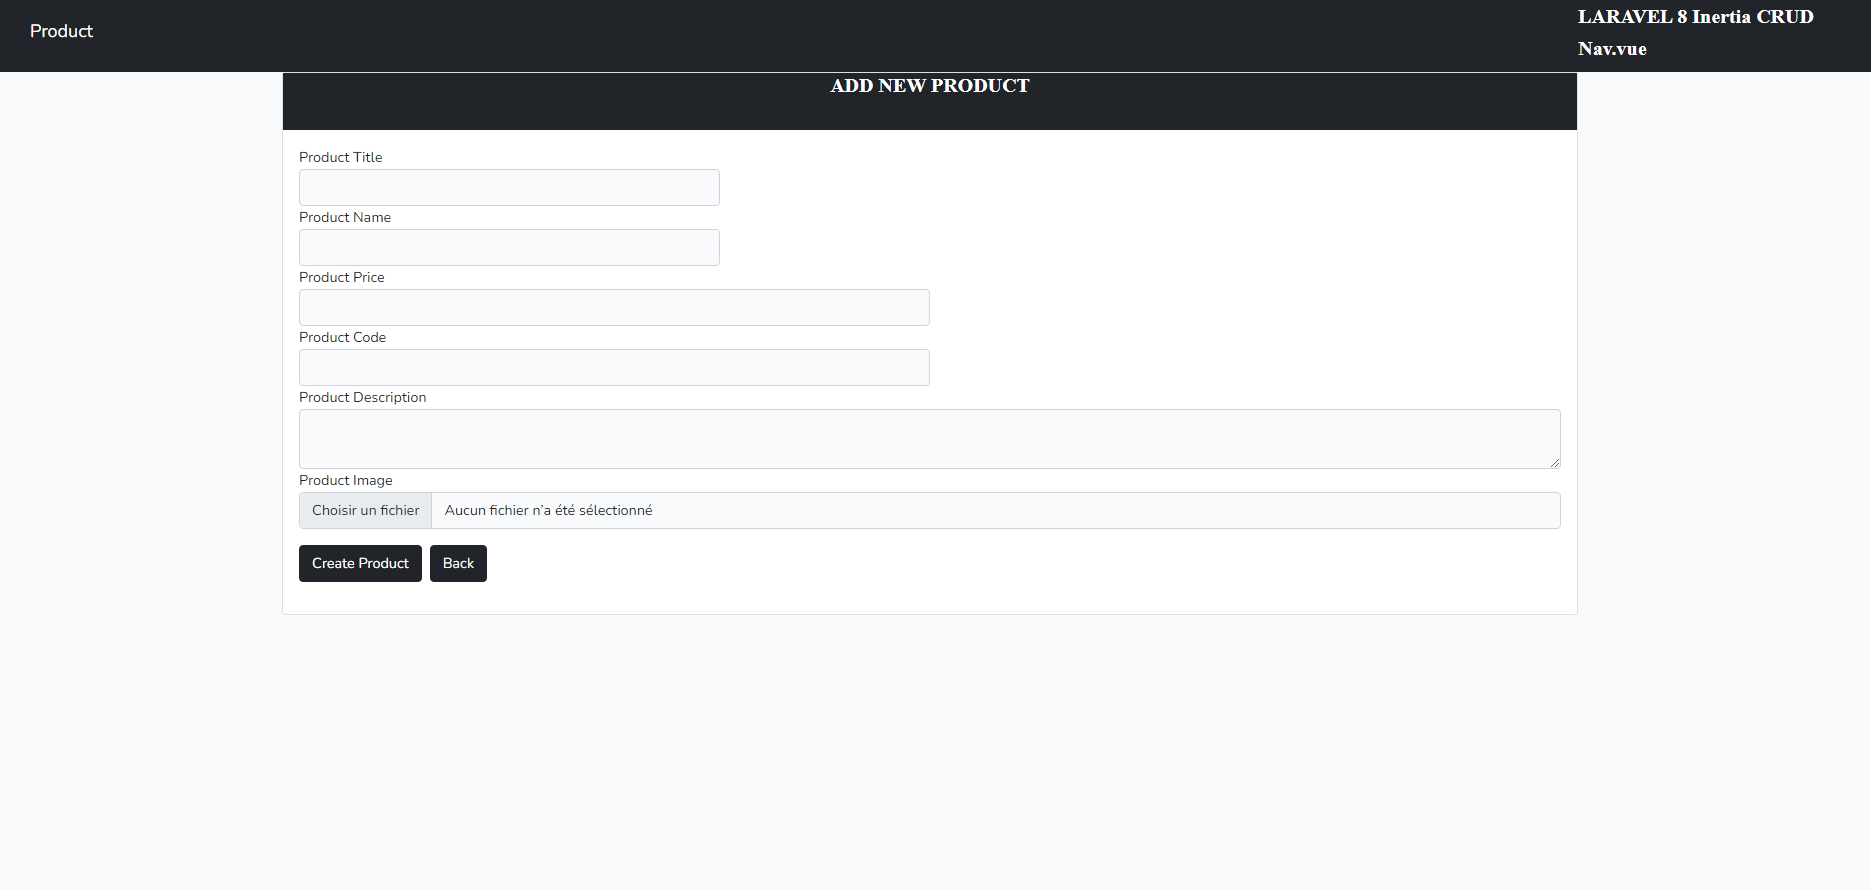 Product
LARAVEL 8 Inertia CRUD
Nav.vue
ADD NEW PRODUCT
Product Title
Product Name
Product Price
Product Code
Product Description
Product Image
Choisir un fichier Aucun fichier n’a été sélectionné
Create Product Back